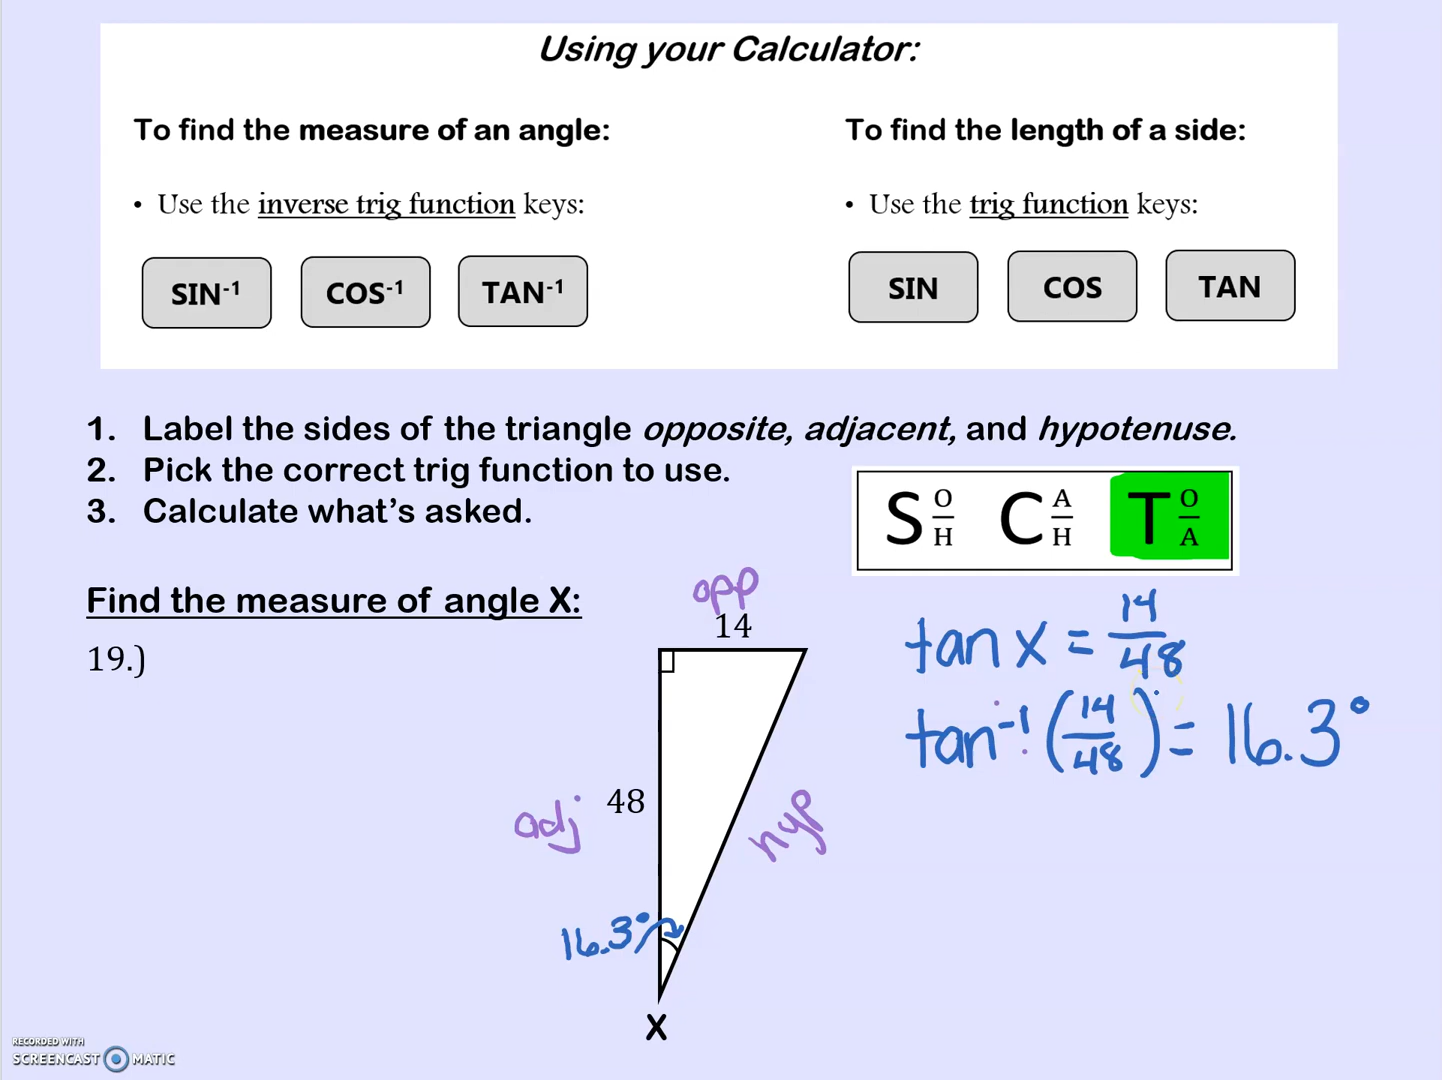 Using your Calculator:
To find the measure of an angle:
• Use the inverse trig function keys:
SIN⁻¹ COS⁻¹ TAN⁻¹
To find the length of a side:
• Use the trig function keys:
SIN COS TAN
1. Label the sides of the triangle opposite, adjacent, and hypotenuse.
2. Pick the correct trig function to use.
3. Calculate what's asked.
S O/H C A/H T O/A
Find the measure of angle X:
19.)
opp
14
adj 48
hyp
16.3°
X
tan x = 14/48
tan⁻¹ (14/48) = 16.3°
RECORDED WITH
SCREENCAST MATIC